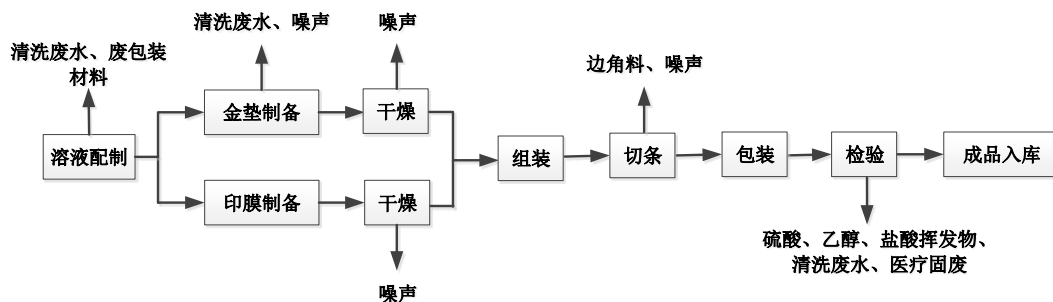 清洗废水、噪声
噪声
清洗废水、废包装
材料
边角料、噪声
金垫制备
干燥
溶液配制
组装
切条
包装
检验
成品入库
印膜制备
干燥
硫酸、乙醇、盐酸挥发物、
清洗废水、医疗固废
噪声